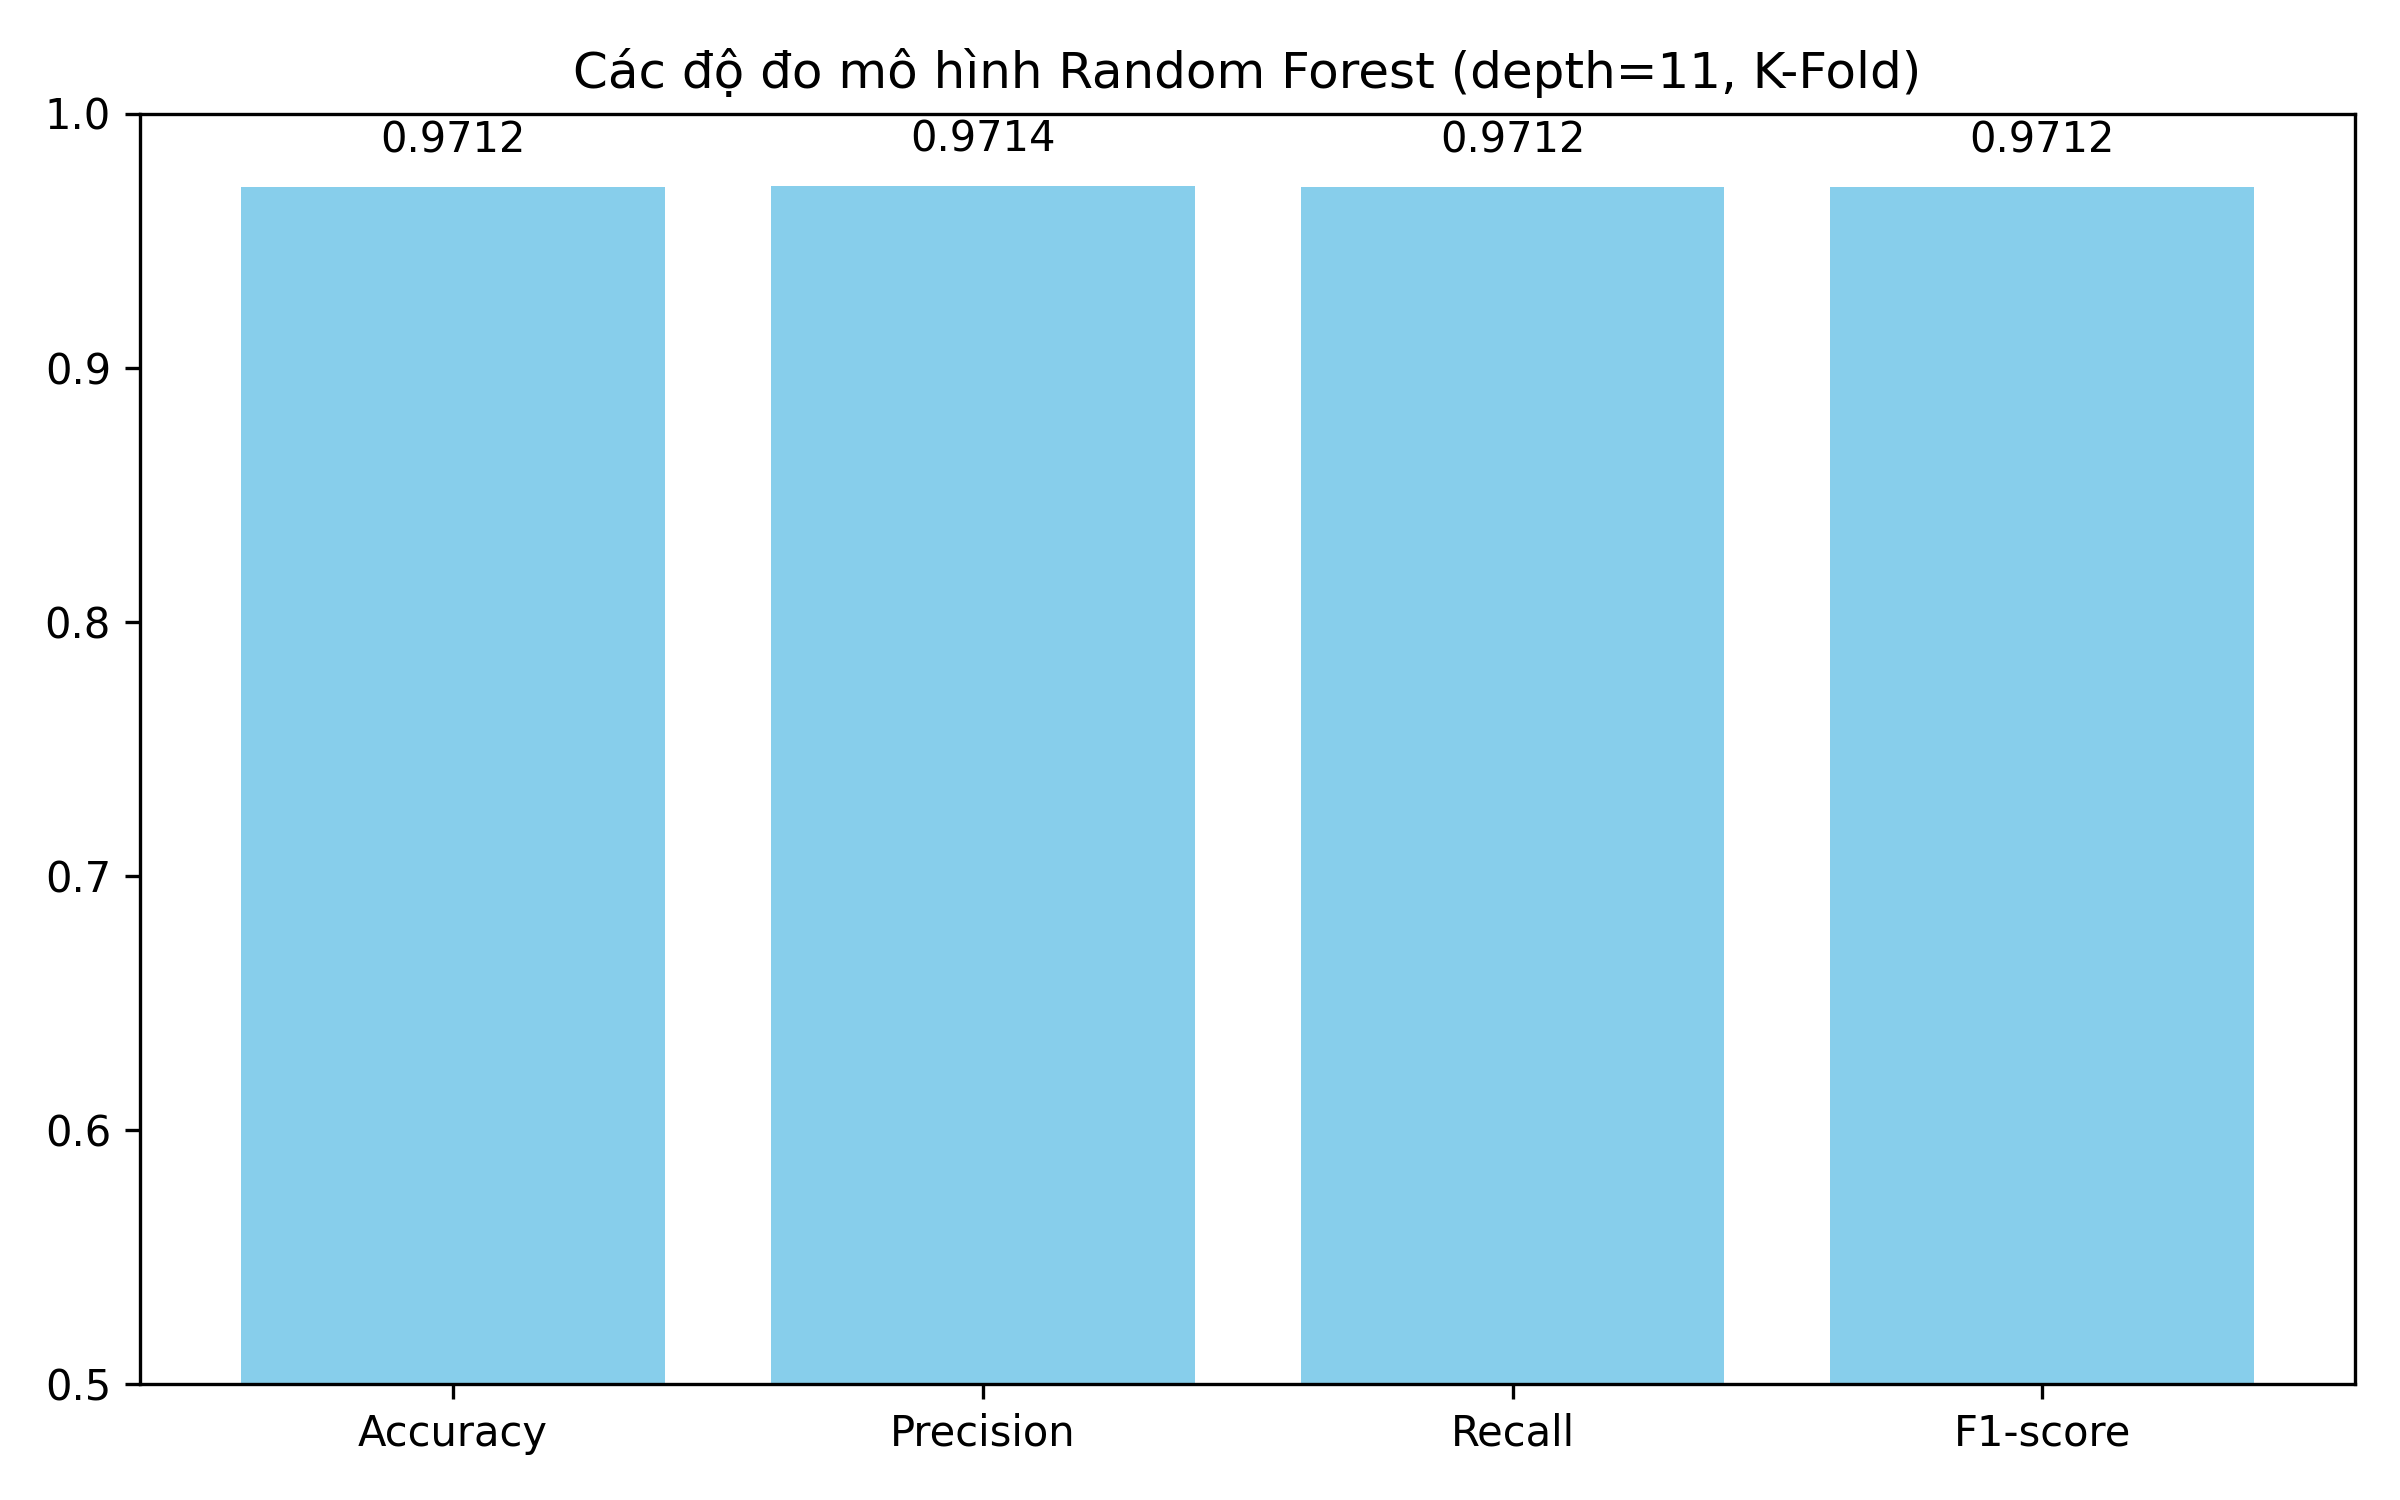 Các độ đo mô hình Random Forest (depth=11, K-Fold)
1.0
0.9712 0.9714 0.9712 0.9712
0.9
0.8
0.7
0.6
0.5
Accuracy Precision Recall F1-score